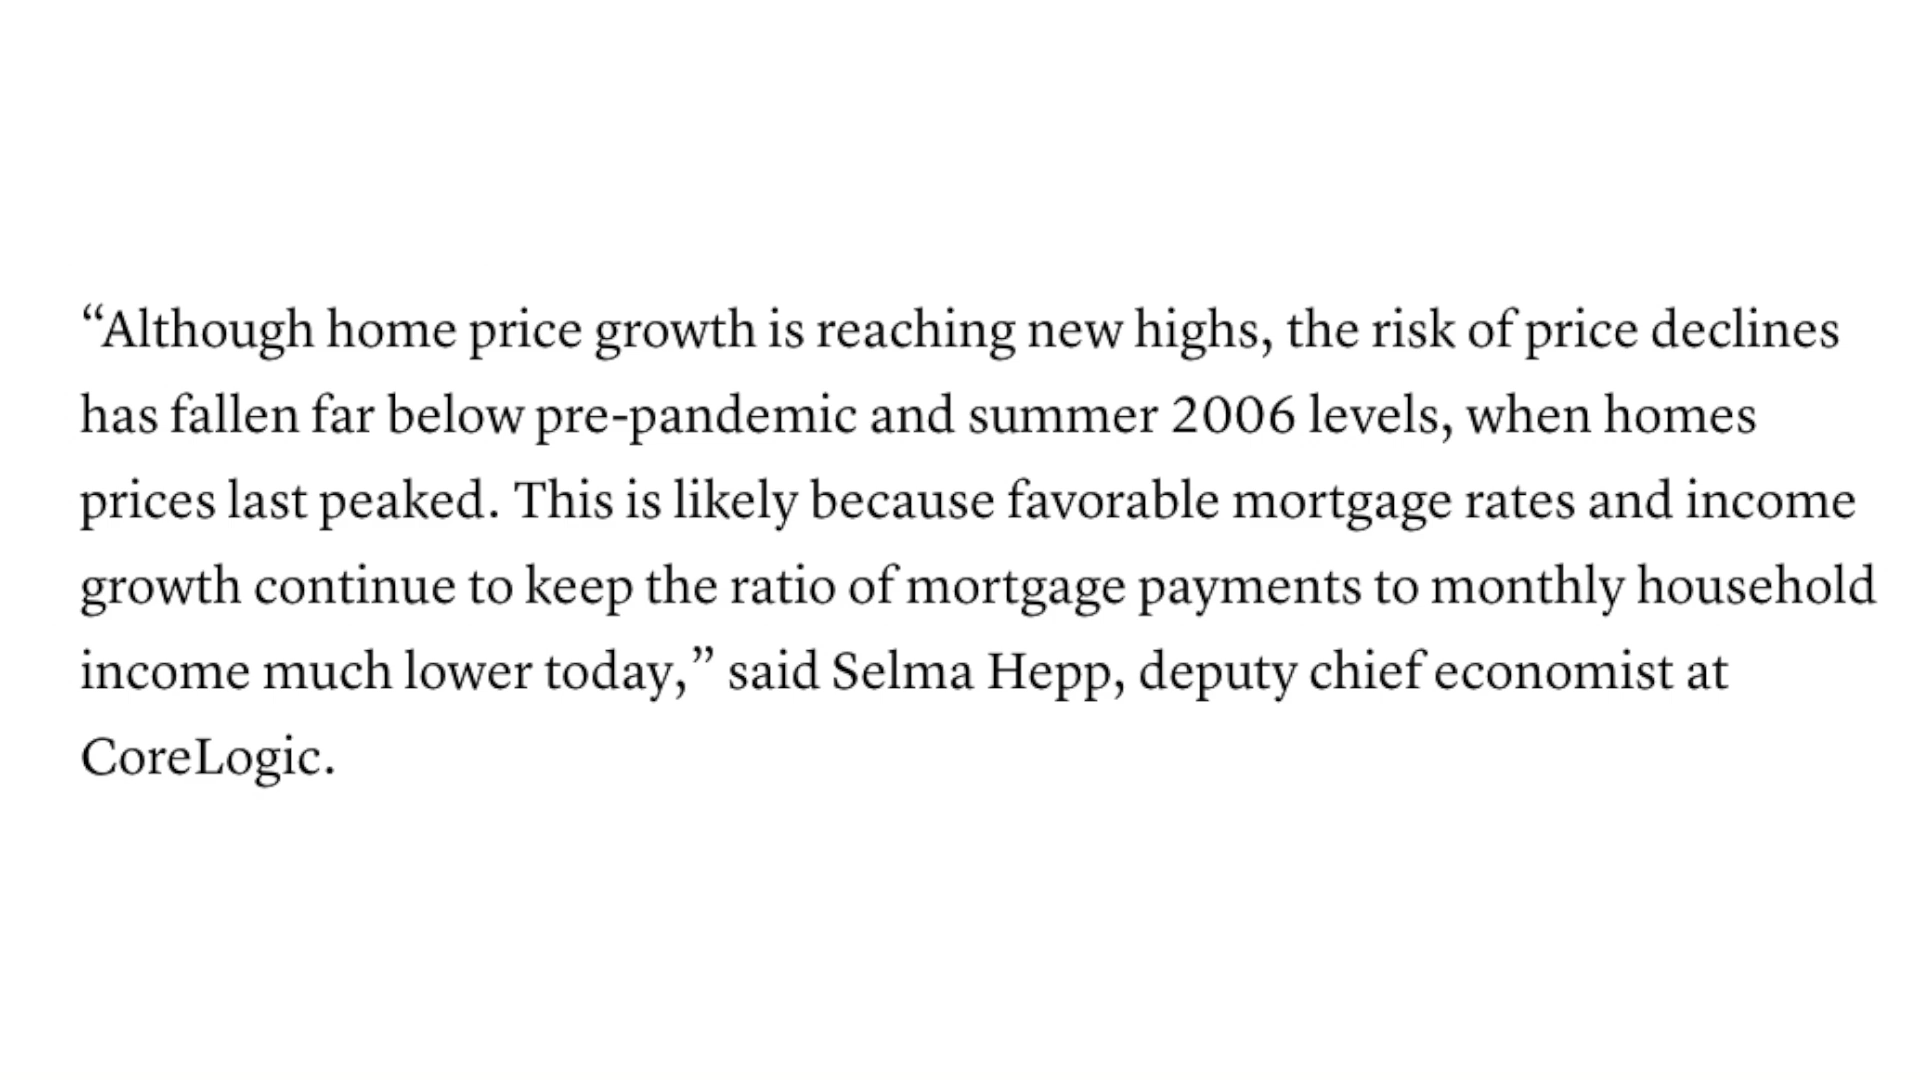 “Although home price growth is reaching new highs, the risk of price declines
has fallen far below pre-pandemic and summer 2006 levels, when homes
prices last peaked. This is likely because favorable mortgage rates and income
growth continue to keep the ratio of mortgage payments to monthly household
income much lower today,” said Selma Hepp, deputy chief economist at
CoreLogic.